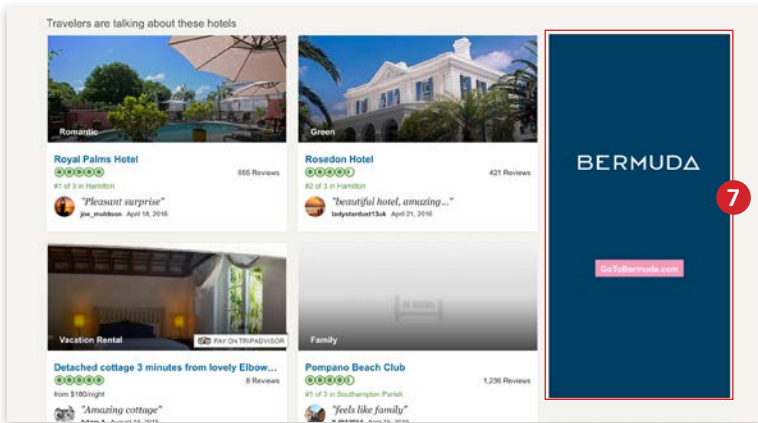 Travelers are talking about these hotels
Romantic
Royal Palms Hotel
655 Reviews
#1 of 3 in Hamilton
"Pleasant surprise"
joe_muldoon April 18, 2016
Green
Rosedon Hotel
421 Reviews
#2 of 3 in Hamilton
"beautiful hotel, amazing..."
ladystardust13uk April 21, 2016
Vacation Rental
PAY ON TRIPADVISOR
Detached cottage 3 minutes from lovely Elbow...
8 Reviews
from $180/night
"Amazing cottage"
Family
Pompano Beach Club
1,236 Reviews
#1 of 3 in Southampton Parish
"feels like family"
BERMUDA
7
GoToBermuda.com